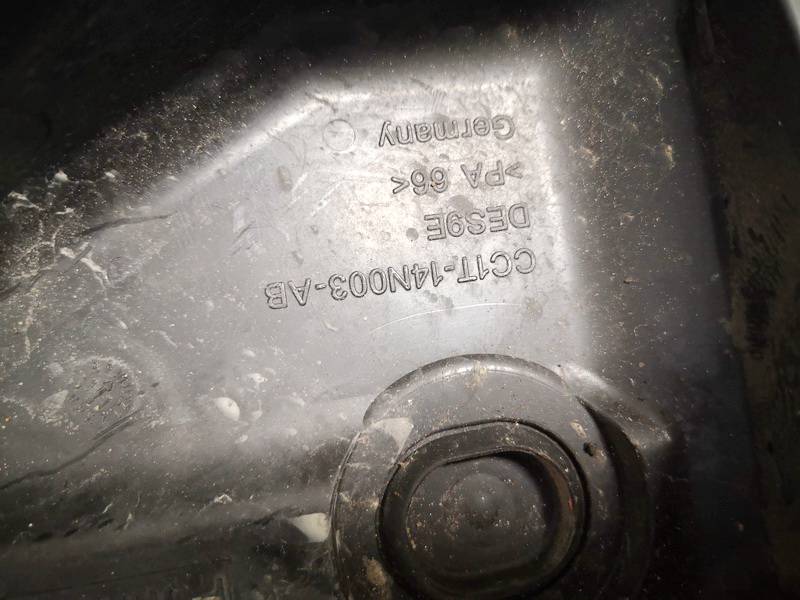 CC1T-14N003-AB
DES9E
>PA 66<
Germany